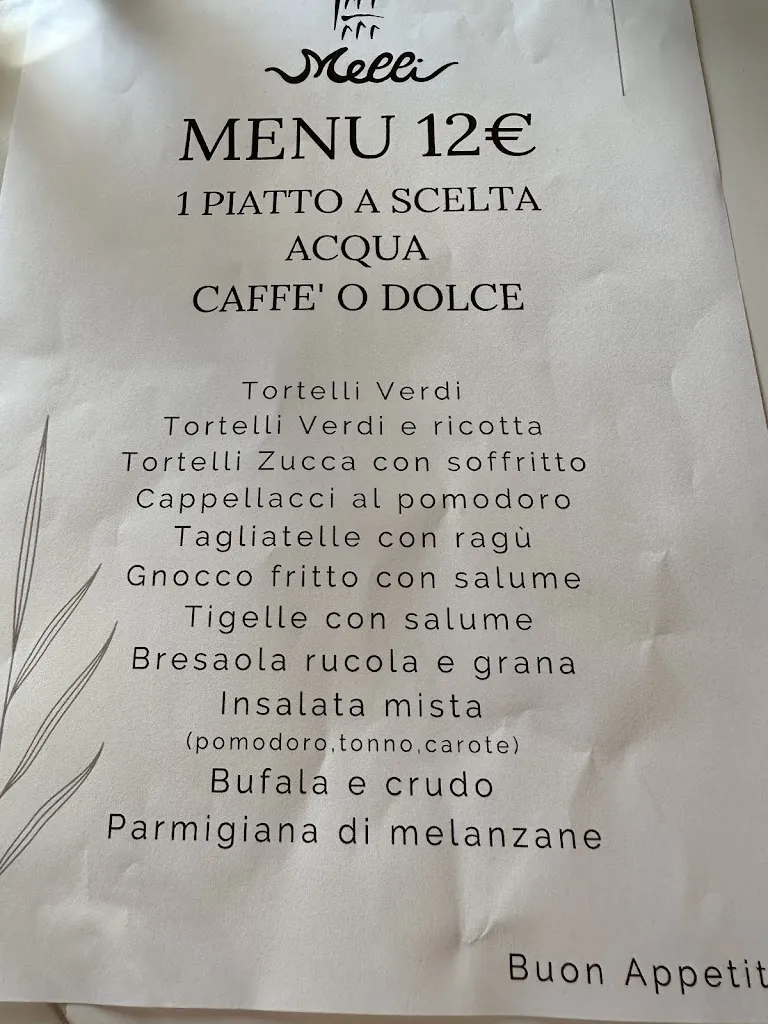 Melli
MENU 12€
1 PIATTO A SCELTA
ACQUA
CAFFE' O DOLCE
Tortelli Verdi
Tortelli Verdi e ricotta
Tortelli Zucca con soffritto
Cappellacci al pomodoro
Tagliatelle con ragù
Gnocco fritto con salume
Tigelle con salume
Bresaola rucola e grana
Insalata mista
(pomodoro,tonno,carote)
Bufala e crudo
Parmigiana di melanzane
Buon Appetit